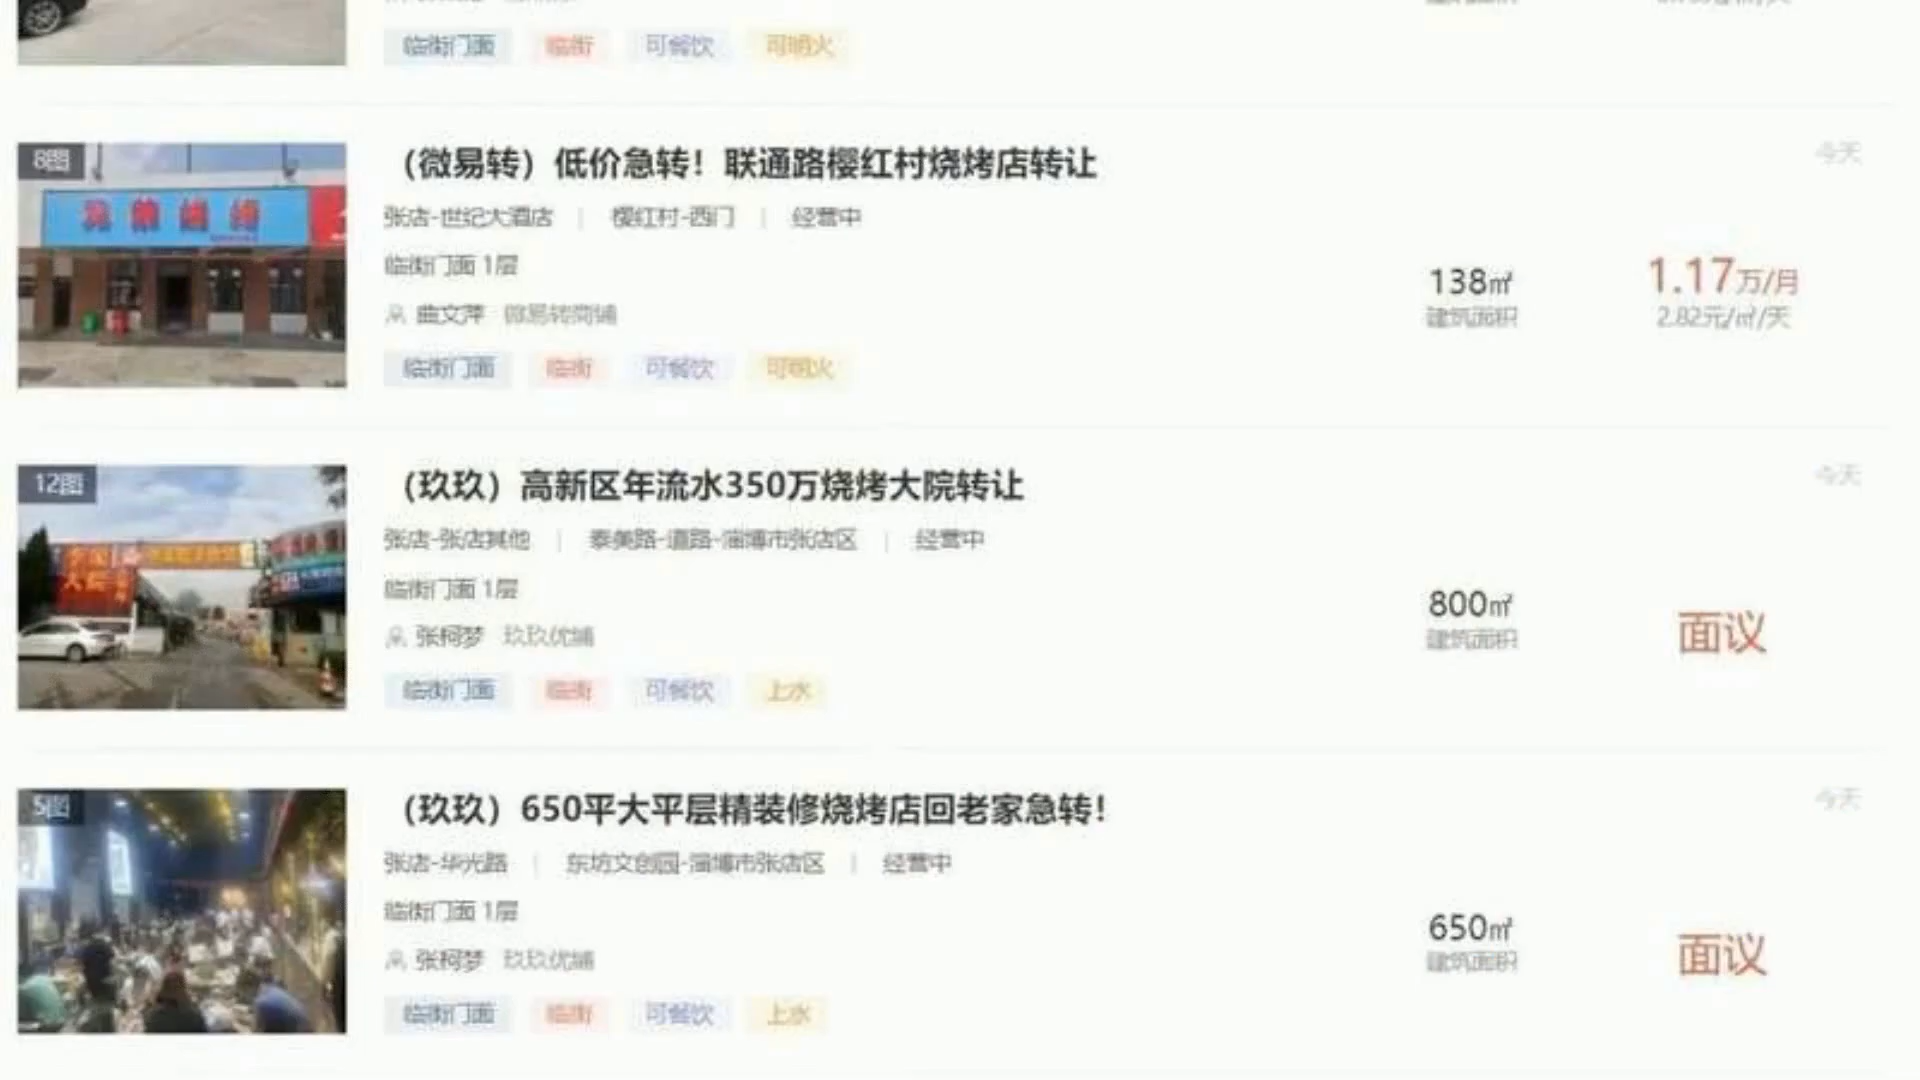 临街门面 临街 可餐饮 可明火
8图
（微易转）低价急转！联通路樱红村烧烤店转让
今天
张店-世纪大酒店 | 樱红村-西门 | 经营中
临街门面 1层
138㎡
1.17万/月
曲文萍 微易转商铺
建筑面积
2.82元/㎡/天
临街门面 临街 可餐饮 可明火
12图
（玖玖）高新区年流水350万烧烤大院转让
今天
张店-张店其他 | 泰美路-道路-淄博市张店区 | 经营中
临街门面 1层
800㎡
面议
张柯梦 玖玖优铺
建筑面积
临街门面 临街 可餐饮 上水
5图
（玖玖）650平大平层精装修烧烤店回老家急转！
今天
张店-华光路 | 东坊文创园-淄博市张店区 | 经营中
临街门面 1层
650㎡
面议
张柯梦 玖玖优铺
建筑面积
临街门面 临街 可餐饮 上水